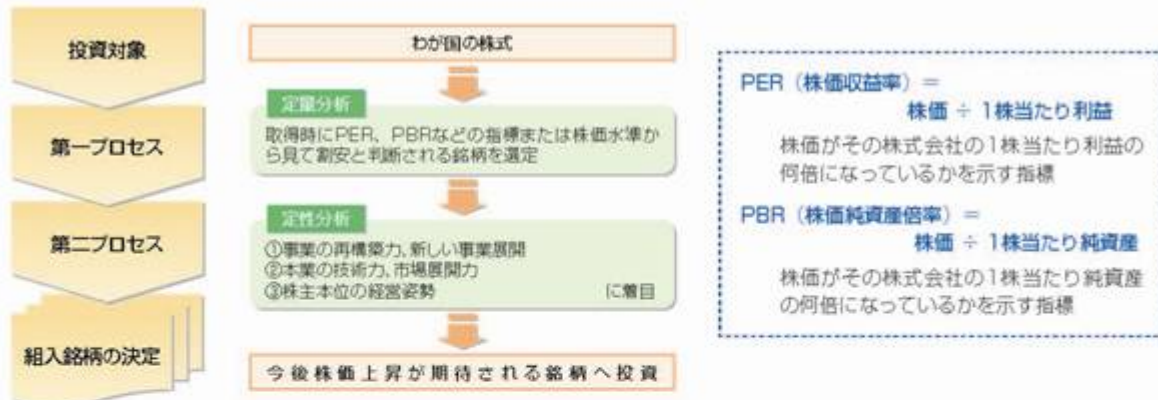 投資対象
第一プロセス
第二プロセス
組入銘柄の決定
わが国の株式
定量分析
取得時にPER、PBRなどの指標または株価水準か
ら見て割安と判断される銘柄を選定
定性分析
①事業の再構築力、新しい事業展開
②本業の技術力、市場展開力
③株主本位の経営姿勢 に着目
今後株価上昇が期待される銘柄へ投資
PER（株価収益率）＝
株価 ÷ 1株当たり利益
株価がその株式会社の1株当たり利益の
何倍になっているかを示す指標
PBR（株価純資産倍率）＝
株価 ÷ 1株当たり純資産
株価がその株式会社の1株当たり純資産
の何倍になっているかを示す指標